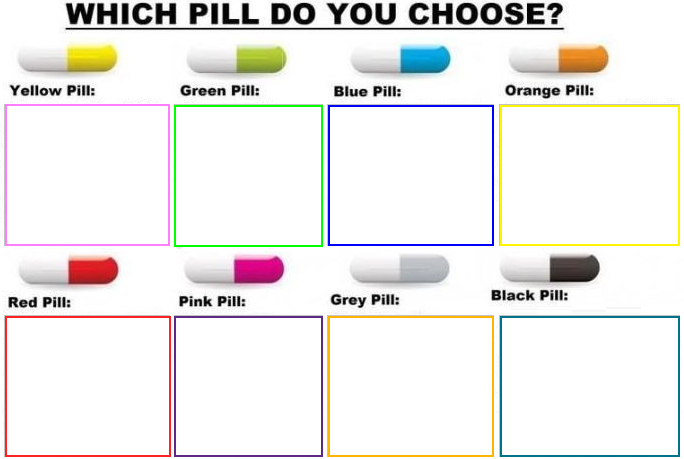 WHICH PILL DO YOU CHOOSE?
Yellow Pill:
Green Pill:
Blue Pill:
Orange Pill:
Red Pill:
Pink Pill:
Grey Pill:
Black Pill: